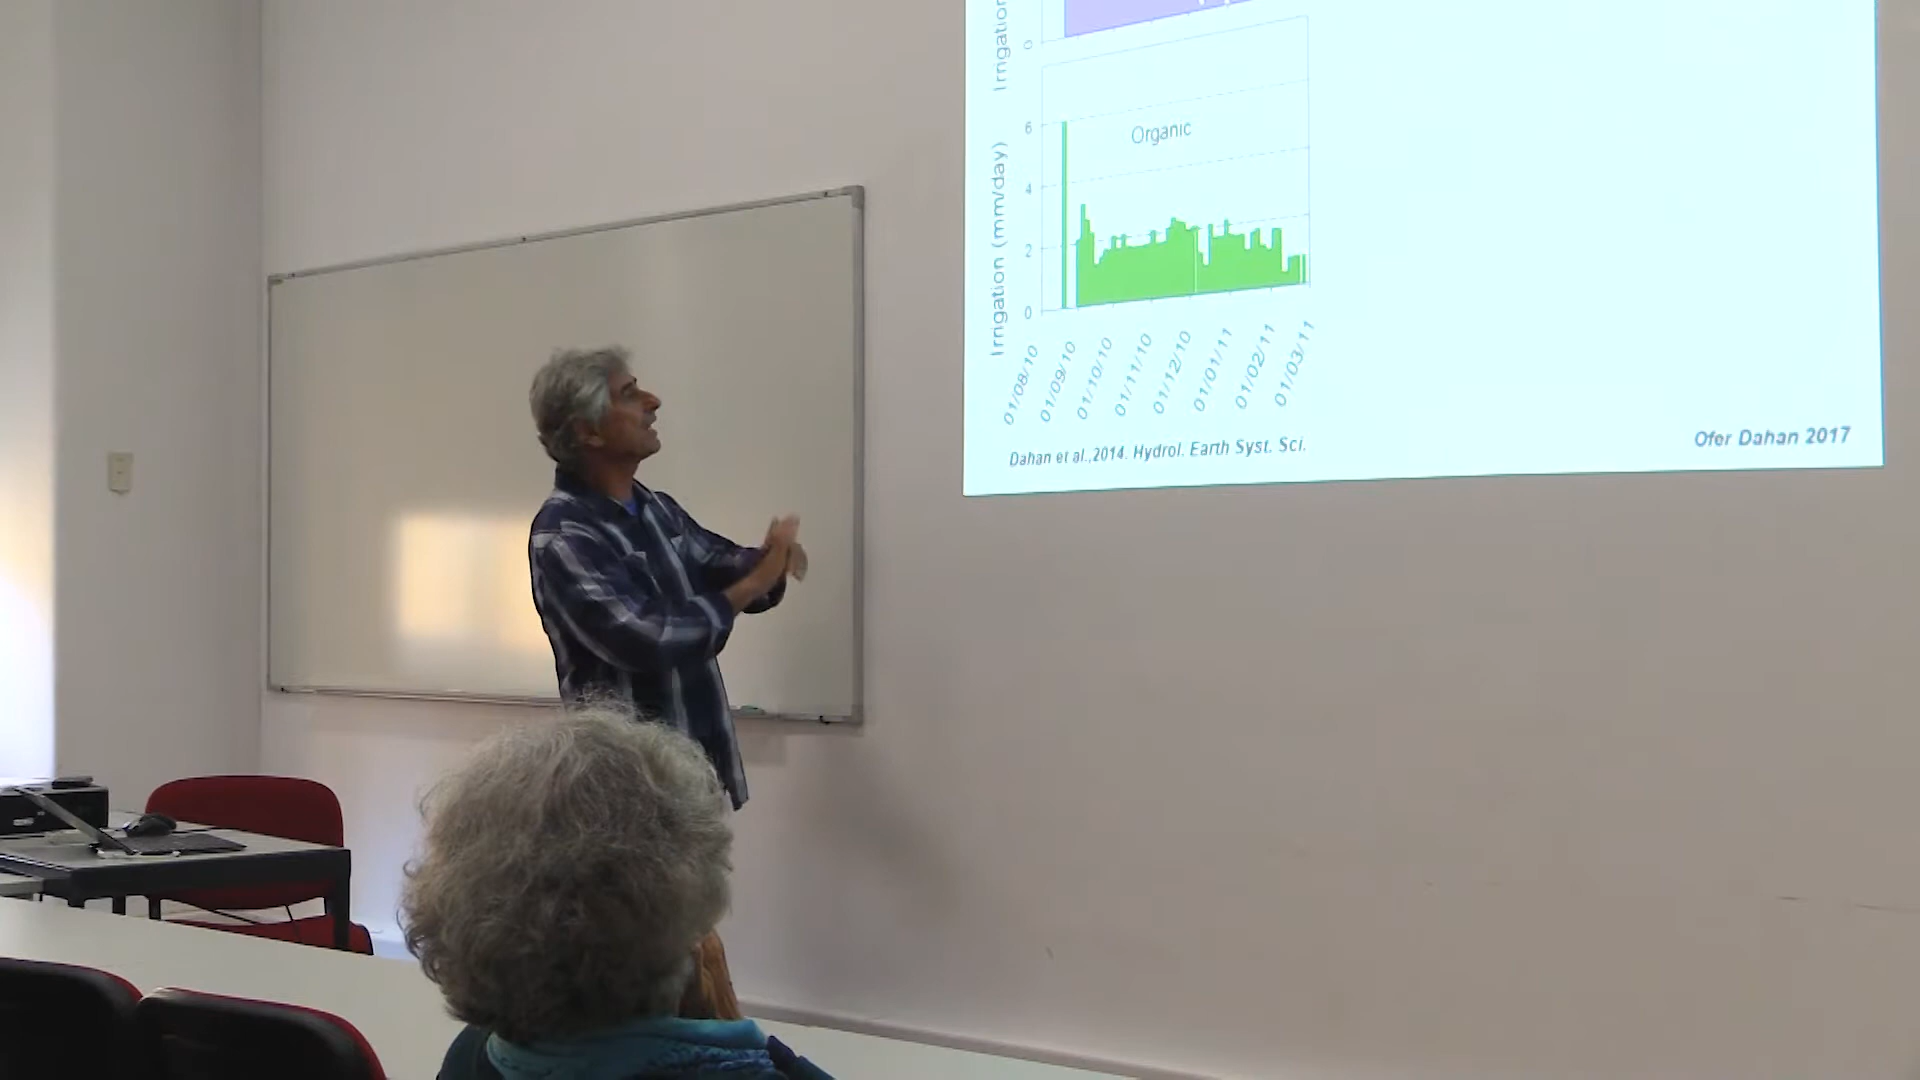 Irrigation
0
Organic
Irrigation (mm/day)
6
4
2
0
01/08/10
01/09/10
01/10/10
01/11/10
01/12/10
01/01/11
01/02/11
01/03/11
Dahan et al.,2014. Hydrol. Earth Syst. Sci.
Ofer Dahan 2017